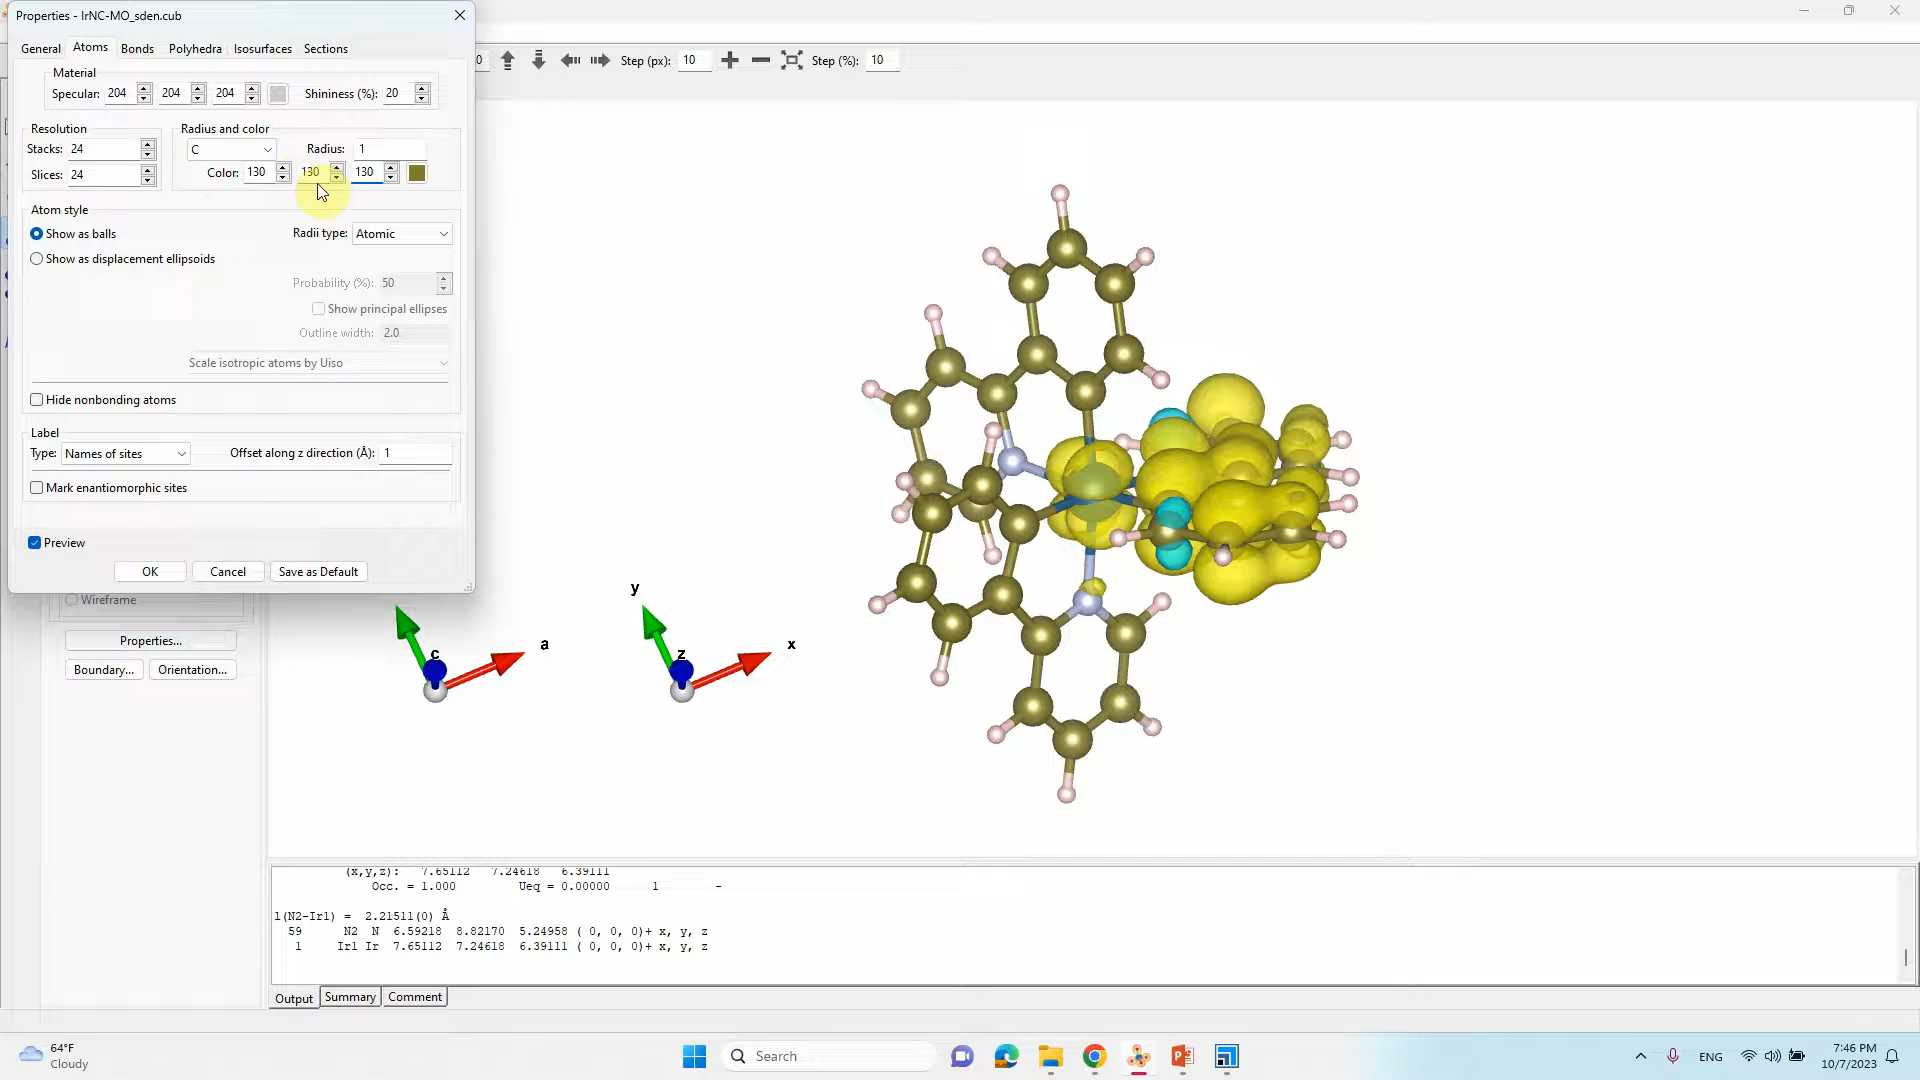 Properties - IrNC-MO_sden.cub
General Atoms Bonds Polyhedra Isosurfaces Sections
Material
Specular: 204 204 204 Shininess (%): 20
Resolution
Stacks: 24
Slices: 24
Radius and color
C Radius: 1
Color: 130 130 130
0 Step (px): 10 Step (%): 10
Atom style
Show as balls
Radii type: Atomic
Show as displacement ellipsoids
Probability (%): 50
Show principal ellipses
Outline width: 2.0
Scale isotropic atoms by Uiso
Hide nonbonding atoms
Label
Type: Names of sites Offset along z direction (Å): 1
Mark enantiomorphic sites
Preview
OK Cancel Save as Default
Wireframe
Properties...
Boundary... Orientation...
c a
y z x
(x,y,z): 7.65112 7.24618 6.39111
Occ. = 1.000 Ueq = 0.00000 1 -
l(N2-Ir1) = 2.21511(0) Å
59 N2 N 6.59218 8.82170 5.24958 ( 0, 0, 0)+ x, y, z
1 Ir1 Ir 7.65112 7.24618 6.39111 ( 0, 0, 0)+ x, y, z
Output Summary Comment
64°F
Cloudy
Search
ENG
7:46 PM
10/7/2023